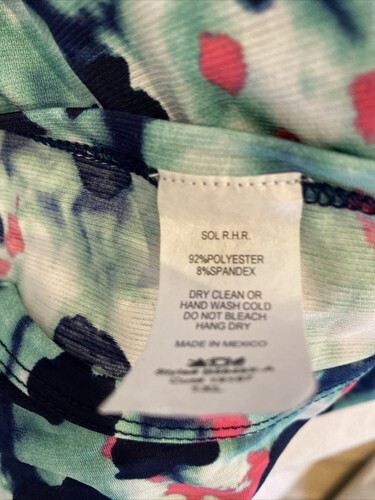 SOL R.H.R.
92%POLYESTER
8%SPANDEX
DRY CLEAN OR
HAND WASH COLD
DO NOT BLEACH
HANG DRY
MADE IN MEXICO